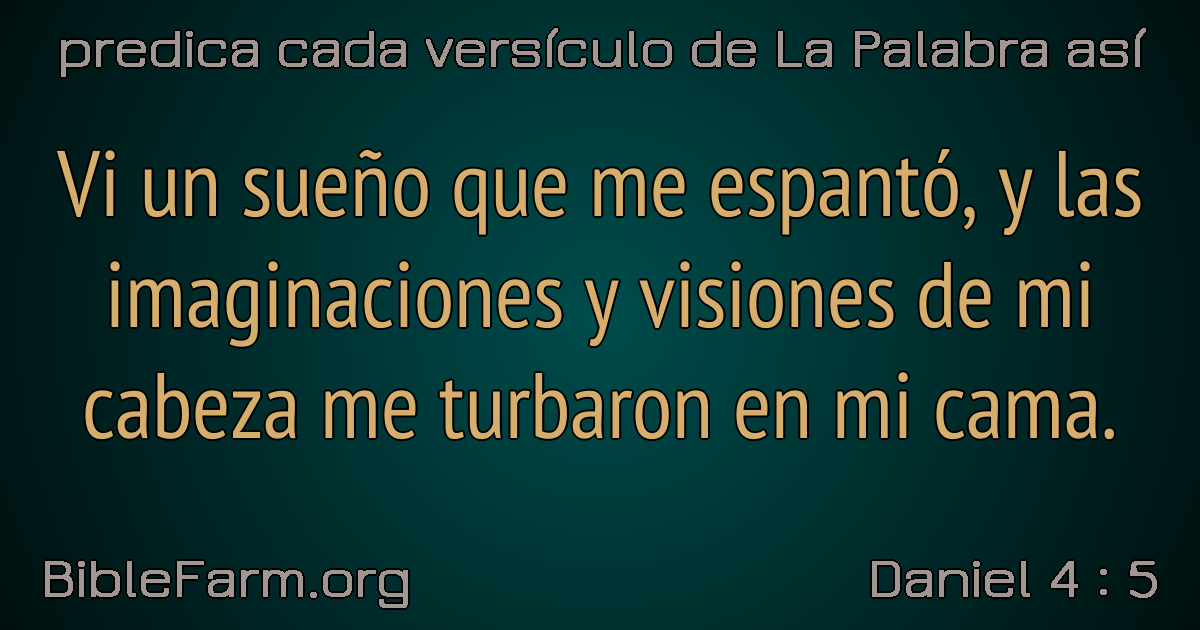 predica cada versículo de La Palabra así
Vi un sueño que me espantó, y las
imaginaciones y visiones de mi
cabeza me turbaron en mi cama.
BibleFarm.org
Daniel 4 : 5